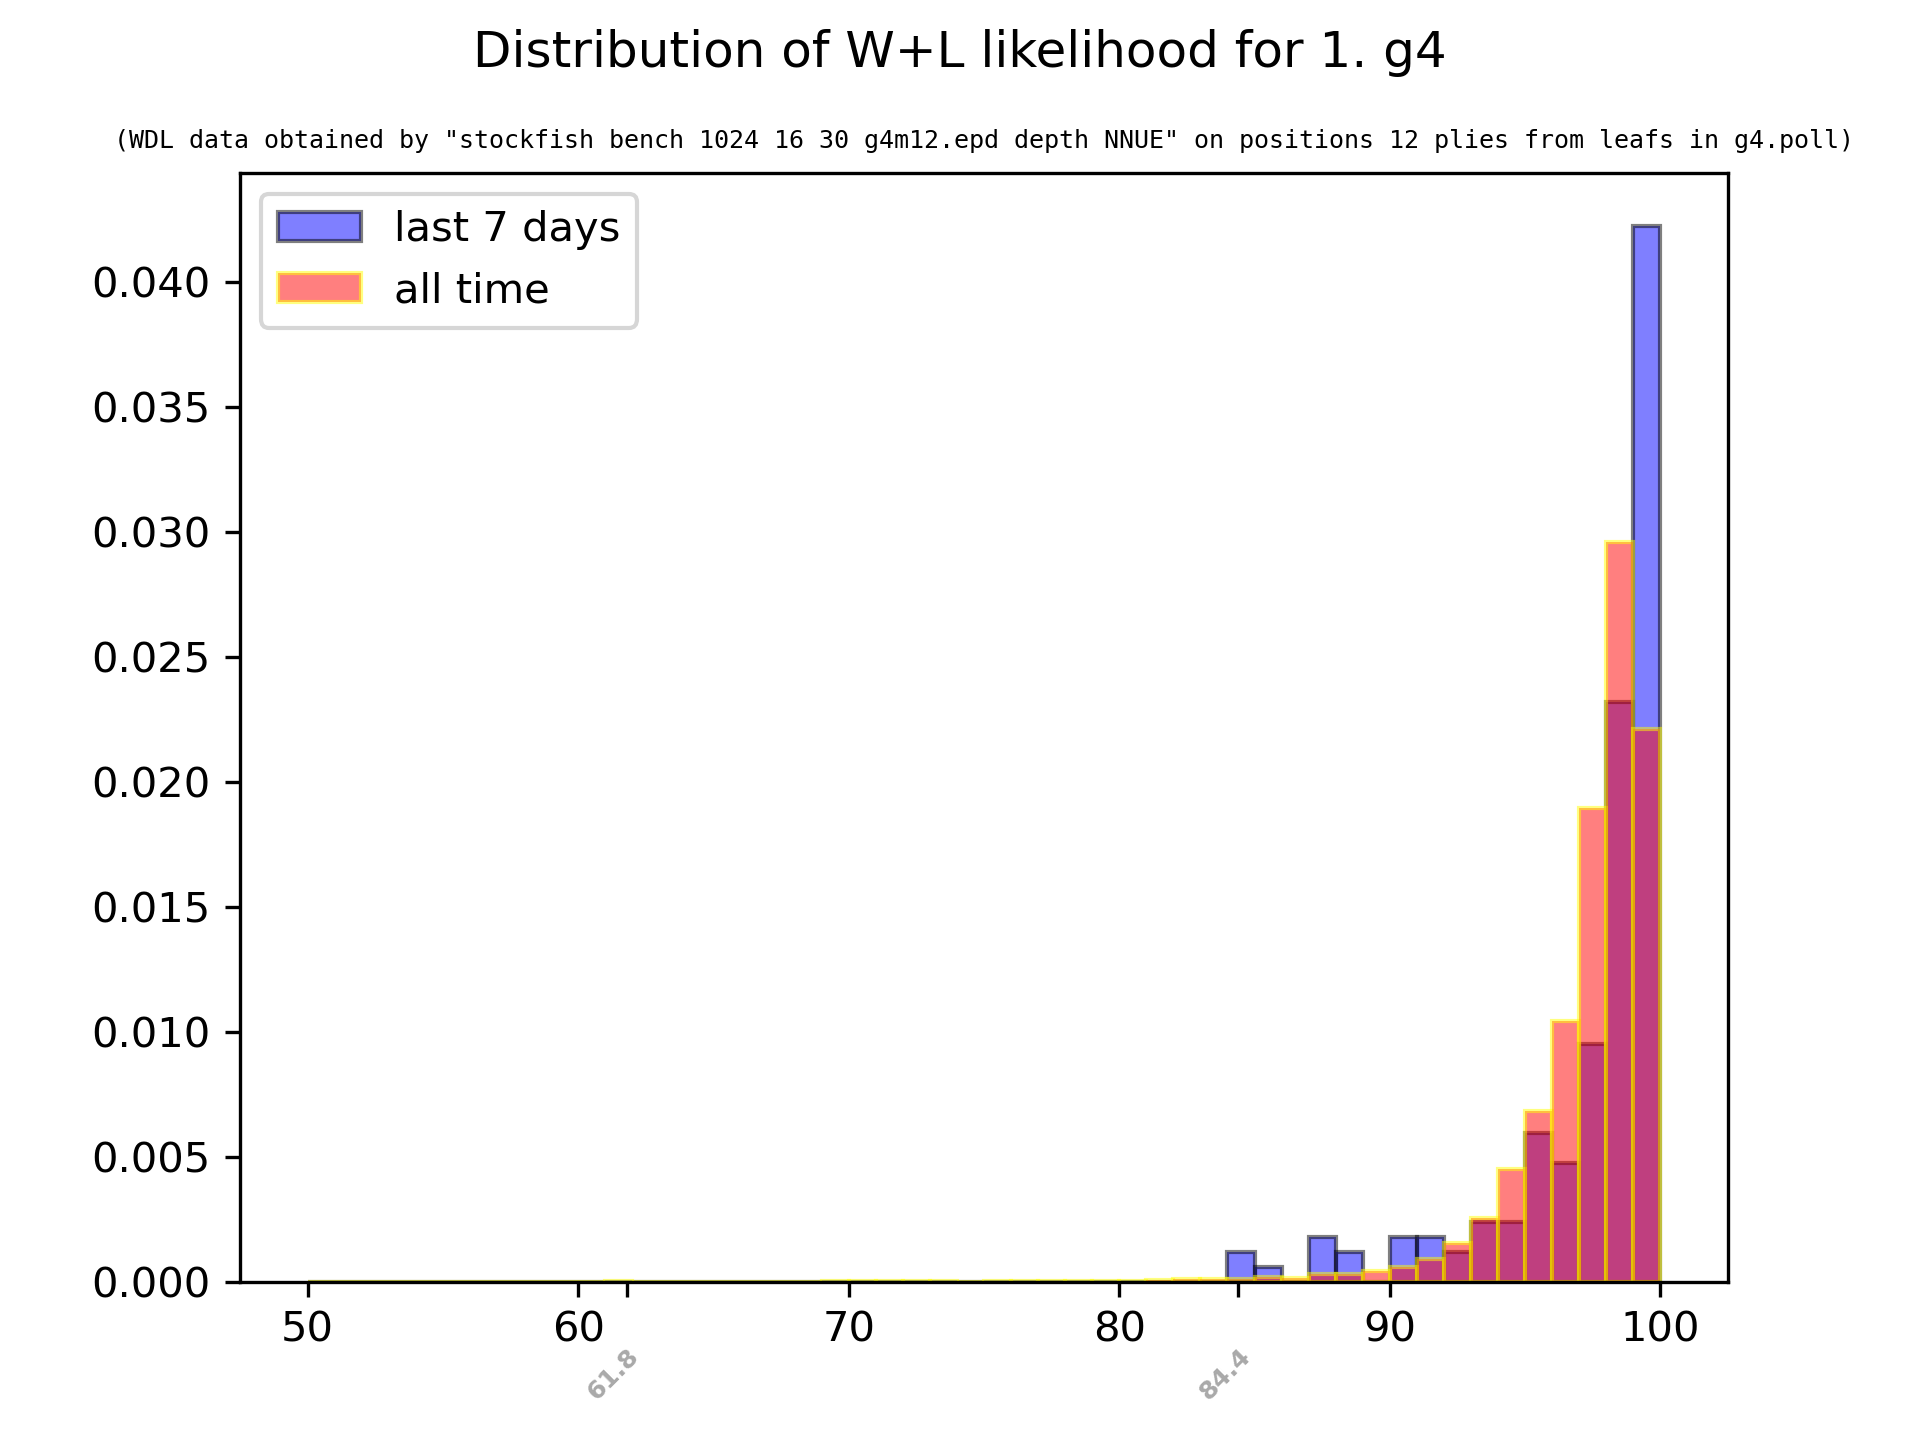 Distribution of W+L likelihood for 1. g4
(WDL data obtained by "stockfish bench 1024 16 30 g4m12.epd depth NNUE" on positions 12 plies from leafs in g4.poll)
last 7 days
all time
0.040
0.035
0.030
0.025
0.020
0.015
0.010
0.005
0.000
50 60 70 80 90 100
61.8 84.4